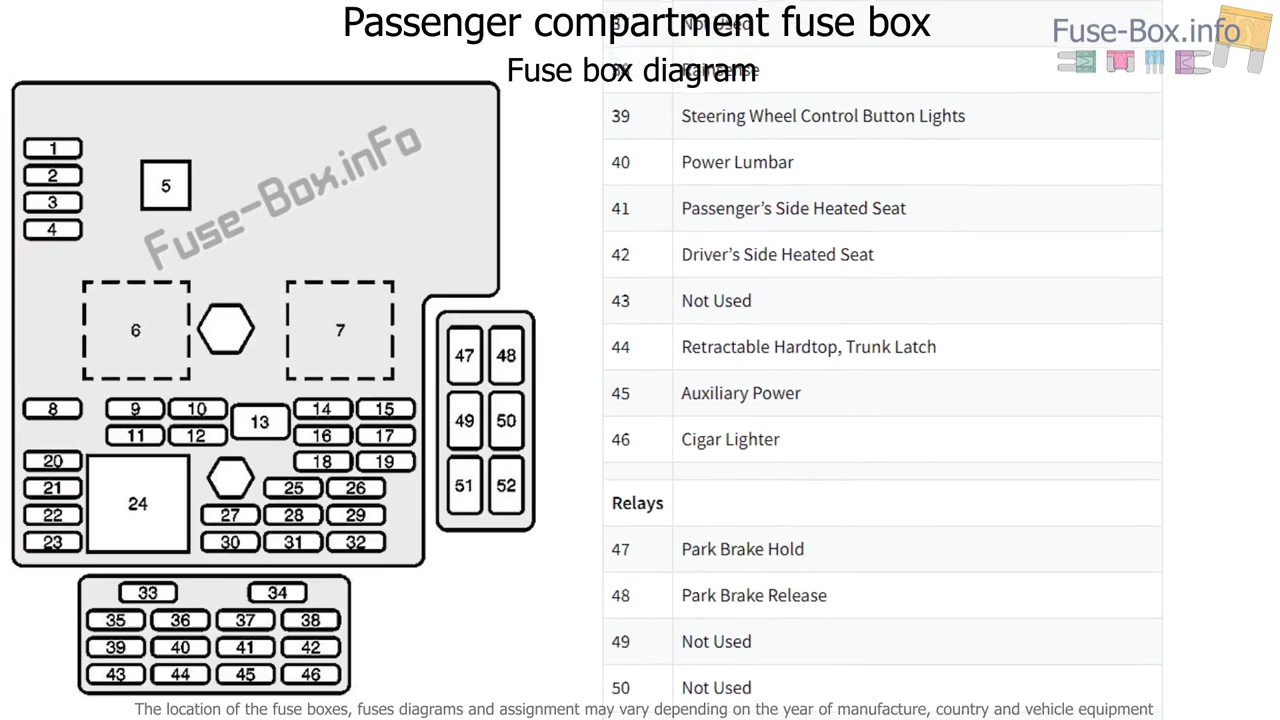 Passenger compartment fuse box
Fuse box diagram
Fuse-Box.info
Fuse-Box.inFo
1
2
3
4
5
6
7
8
9 10
11 12
13
14 15
16 17
18 19
20
21
22
23
24
25 26
27 28 29
30 31 32
33 34
35 36 37 38
39 40 41 42
43 44 45 46
47 48
49 50
51 52
37 Not Used
38 Rainsense
39 Steering Wheel Control Button Lights
40 Power Lumbar
41 Passenger’s Side Heated Seat
42 Driver’s Side Heated Seat
43 Not Used
44 Retractable Hardtop, Trunk Latch
45 Auxiliary Power
46 Cigar Lighter
Relays
47 Park Brake Hold
48 Park Brake Release
49 Not Used
50 Not Used
The location of the fuse boxes, fuses diagrams and assignment may vary depending on the year of manufacture, country and vehicle equipment